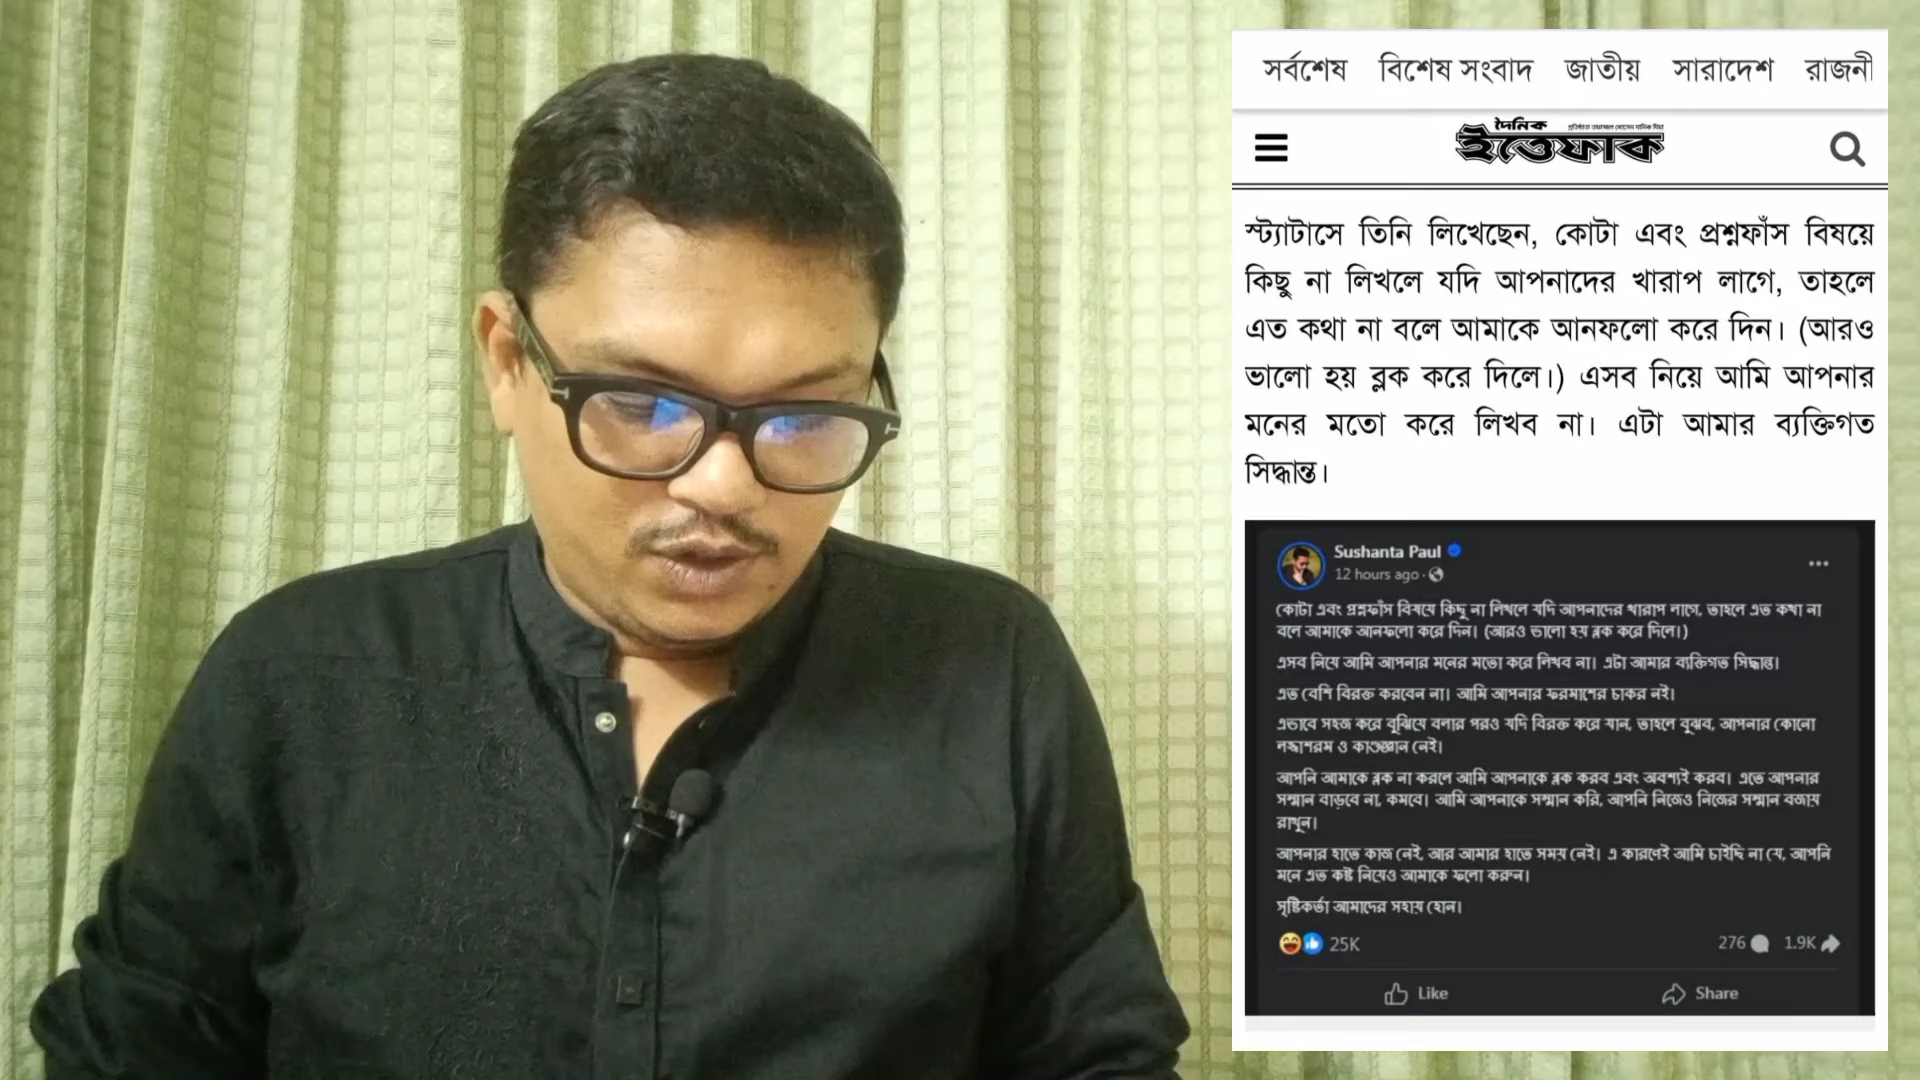 সর্বশেষ বিশেষ সংবাদ জাতীয় সারাদেশ রাজনী
দৈনিক
ইত্তেফাক
স্ট্যাটাসে তিনি লিখেছেন, কোটা এবং প্রশ্নফাঁস বিষয়ে
কিছু না লিখলে যদি আপনাদের খারাপ লাগে, তাহলে
এত কথা না বলে আমাকে আনফলো করে দিন। (আরও
ভালো হয় ব্লক করে দিলে।) এসব নিয়ে আমি আপনার
মনের মতো করে লিখব না। এটা আমার ব্যক্তিগত
সিদ্ধান্ত।
Sushanta Paul
12 hours ago ·
কোটা এবং প্রশ্নফাঁস বিষয়ে কিছু না লিখলে যদি আপনাদের খারাপ লাগে, তাহলে এত কথা না
বলে আমাকে আনফলো করে দিন। (আরও ভালো হয় ব্লক করে দিলে।)
এসব নিয়ে আমি আপনার মনের মতো করে লিখব না। এটা আমার ব্যক্তিগত সিদ্ধান্ত।
এত বেশি বিরক্ত করবেন না। আমি আপনার ফরমাশের চাকর নই।
এভাবে সহজ করে বুঝিয়ে বলার পরও যদি বিরক্ত করে যান, তাহলে বুঝব, আপনার কোনো
লজ্জাশরম ও কাণ্ডজ্ঞান নেই।
আপনি আমাকে ব্লক না করলে আমি আপনাকে ব্লক করব এবং অবশ্যই করব। এতে আপনার
সম্মান বাড়বে না, কমবে। আমি আপনাকে সম্মান করি, আপনি নিজেও নিজের সম্মান বজায়
রাখুন।
আপনার হাতে কাজ নেই, আর আমার হাতে সময় নেই। এ কারণেই আমি চাইছি না যে, আপনি
মনে এত কষ্ট নিয়েও আমাকে ফলো করুন।
সৃষ্টিকর্তা আমাদের সহায় হোন।
25K 276 1.9K
Like Share